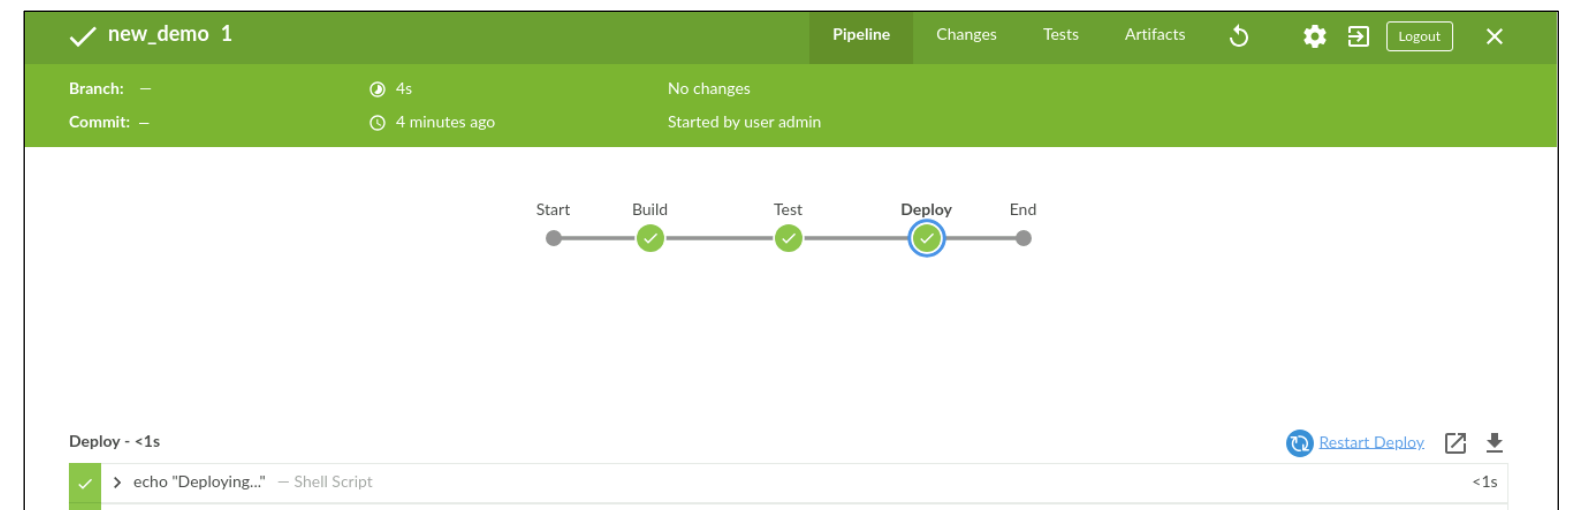 new_demo 1 Pipeline Changes Tests Artifacts Logout
Branch: — 4s No changes
Commit: — 4 minutes ago Started by user admin
Start Build Test Deploy End
Deploy - <1s Restart Deploy
echo "Deploying..." — Shell Script <1s